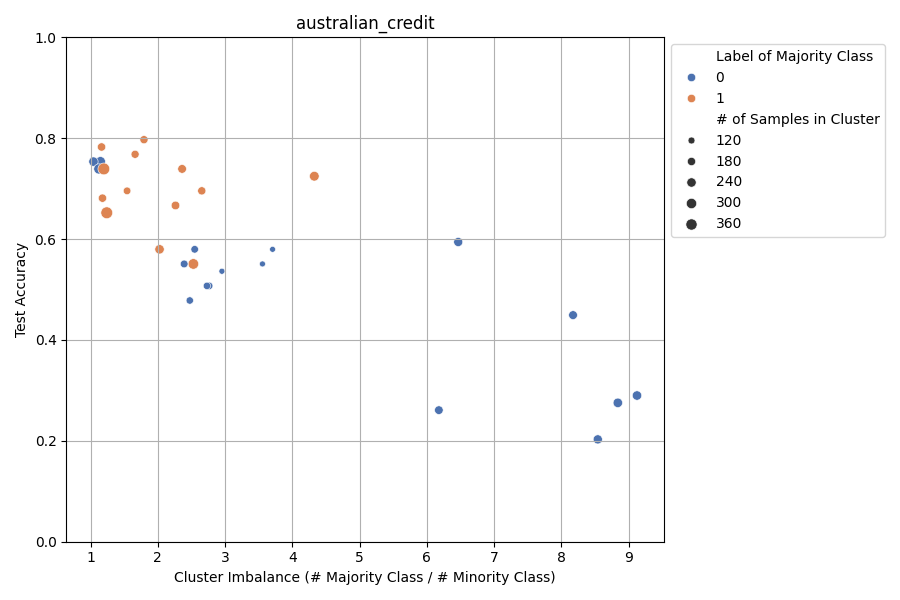 australian_credit
1.0
0.8
0.6
0.4
0.2
0.0
Test Accuracy
1 2 3 4 5 6 7 8 9
Cluster Imbalance (# Majority Class / # Minority Class)
Label of Majority Class
0
1
# of Samples in Cluster
120
180
240
300
360